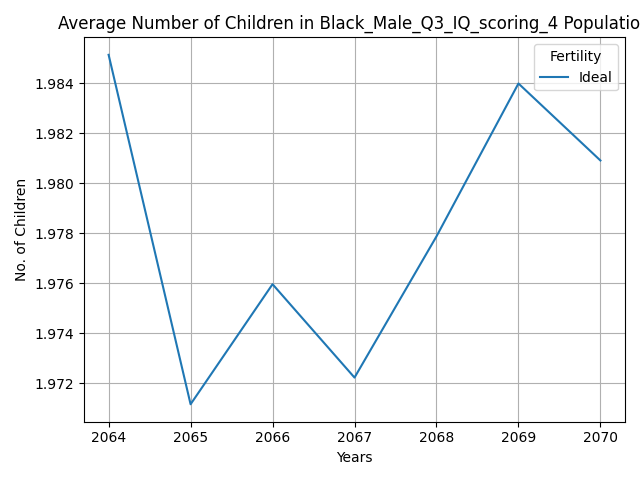 Average Number of Children in Black_Male_Q3_IQ_scoring_4 Populatio
Fertility
Ideal
1.984
1.982
1.980
1.978
1.976
1.974
1.972
No. of Children
2064 2065 2066 2067 2068 2069 2070
Years